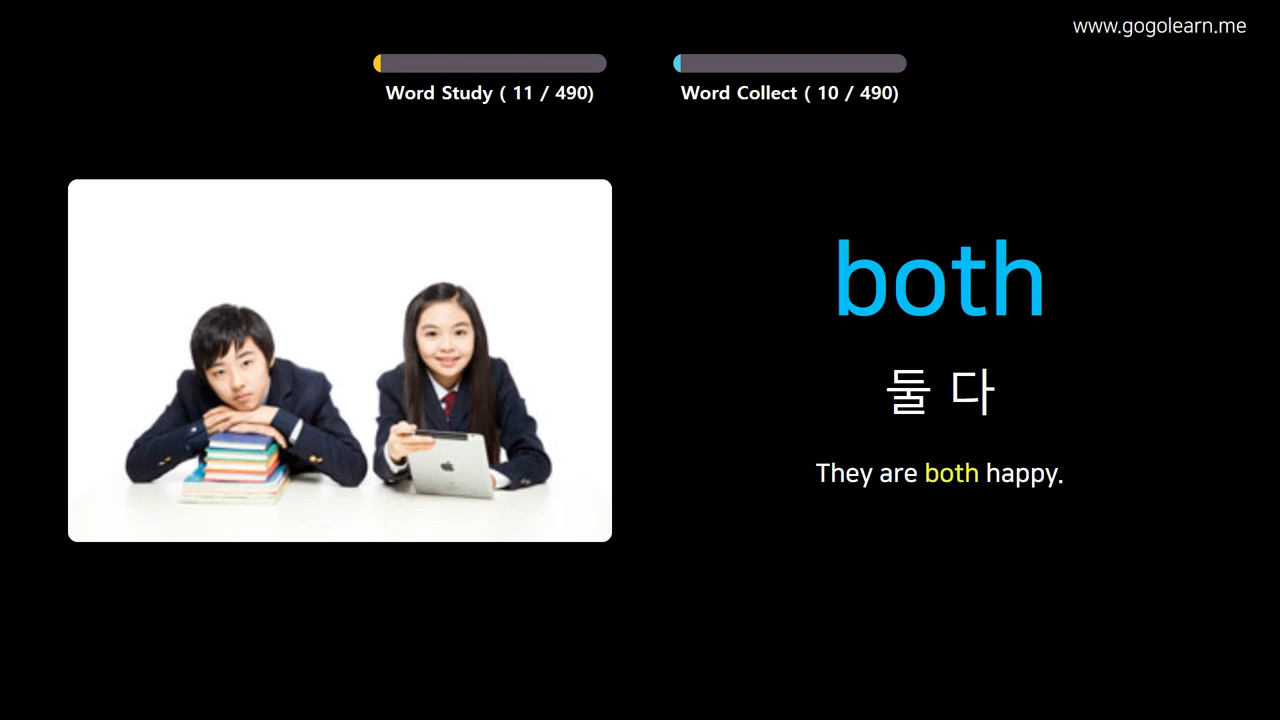 www.gogolearn.me
Word Study ( 11 / 490)
Word Collect ( 10 / 490)
both
둘 다
They are both happy.